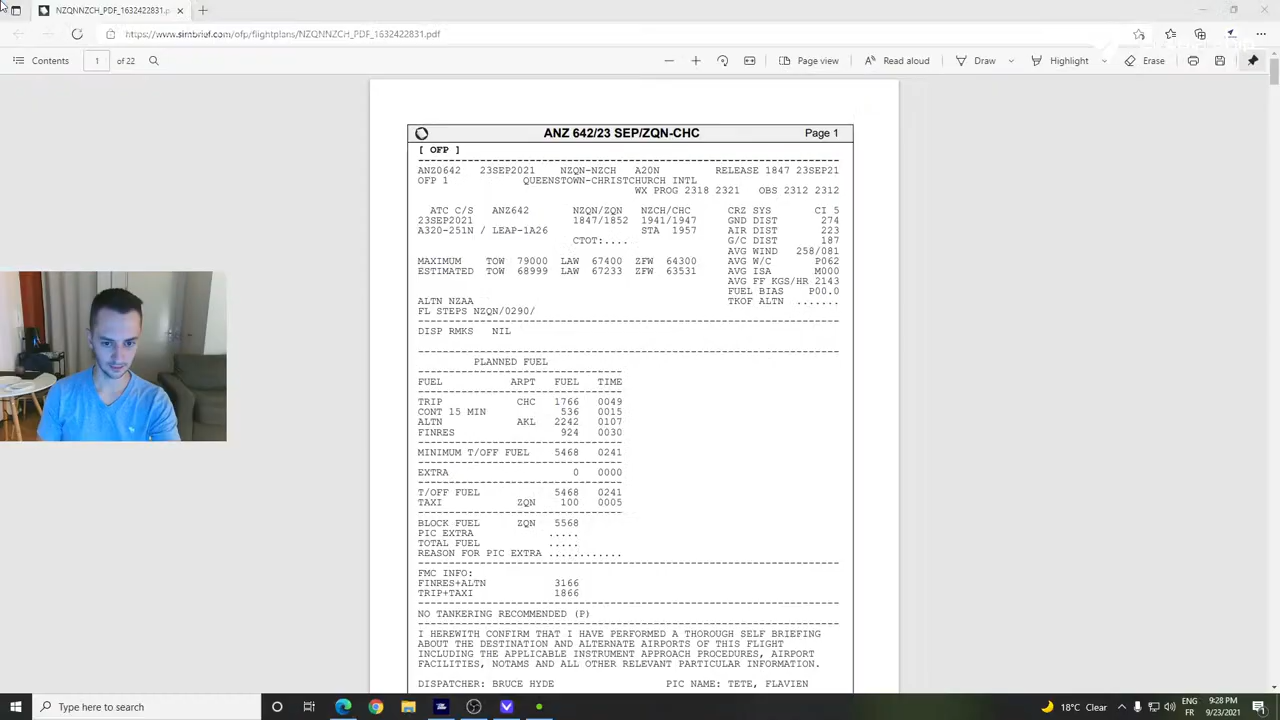 NZQNNZCH_PDF_1632422831.p
https://www.simbrief.com/ofp/flightplans/NZQNNZCH_PDF_1632422831.pdf
Contents 1 of 22 Page view Read aloud Draw Highlight Erase
ANZ 642/23 SEP/ZQN-CHC Page 1
[ OFP ]
ANZ0642 23SEP2021 NZQN-NZCH A20N RELEASE 1847 23SEP21
OFP 1 QUEENSTOWN-CHRISTCHURCH INTL
WX PROG 2318 2321 OBS 2312 2312
ATC C/S ANZ642 NZQN/ZQN NZCH/CHC CRZ SYS CI 5
23SEP2021 1847/1852 1941/1947 GND DIST 274
A320-251N / LEAP-1A26 STA 1957 AIR DIST 223
CTOT:.... G/C DIST 187
AVG WIND 258/081
MAXIMUM TOW 79000 LAW 67400 ZFW 64300 AVG W/C P062
ESTIMATED TOW 68999 LAW 67233 ZFW 63531 AVG ISA M000
AVG FF KGS/HR 2143
FUEL BIAS P00.0
ALTN NZAA TKOF ALTN .......
FL STEPS NZQN/0290/
--------------------------------------------------------------------
DISP RMKS NIL
--------------------------------------------------------------------
PLANNED FUEL
---------------------------------
FUEL ARPT FUEL TIME
---------------------------------
TRIP CHC 1766 0049
CONT 15 MIN 536 0015
ALTN AKL 2242 0107
FINRES 924 0030
---------------------------------
MINIMUM T/OFF FUEL 5468 0241
---------------------------------
EXTRA 0 0000
---------------------------------
T/OFF FUEL 5468 0241
TAXI ZQN 100 0005
---------------------------------
BLOCK FUEL ZQN 5568
PIC EXTRA .....
TOTAL FUEL .....
REASON FOR PIC EXTRA ............
--------------------------------------------------------------------
FMC INFO:
FINRES+ALTN 3166
TRIP+TAXI 1866
--------------------------------------------------------------------
NO TANKERING RECOMMENDED (P)
--------------------------------------------------------------------
I HEREWITH CONFIRM THAT I HAVE PERFORMED A THOROUGH SELF BRIEFING
ABOUT THE DESTINATION AND ALTERNATE AIRPORTS OF THIS FLIGHT
INCLUDING THE APPLICABLE INSTRUMENT APPROACH PROCEDURES, AIRPORT
FACILITIES, NOTAMS AND ALL OTHER RELEVANT PARTICULAR INFORMATION.
DISPATCHER: BRUCE HYDE PIC NAME: TETE, FLAVIEN
Type here to search
18°C Clear
ENG
FR
9:28 PM
9/23/2021